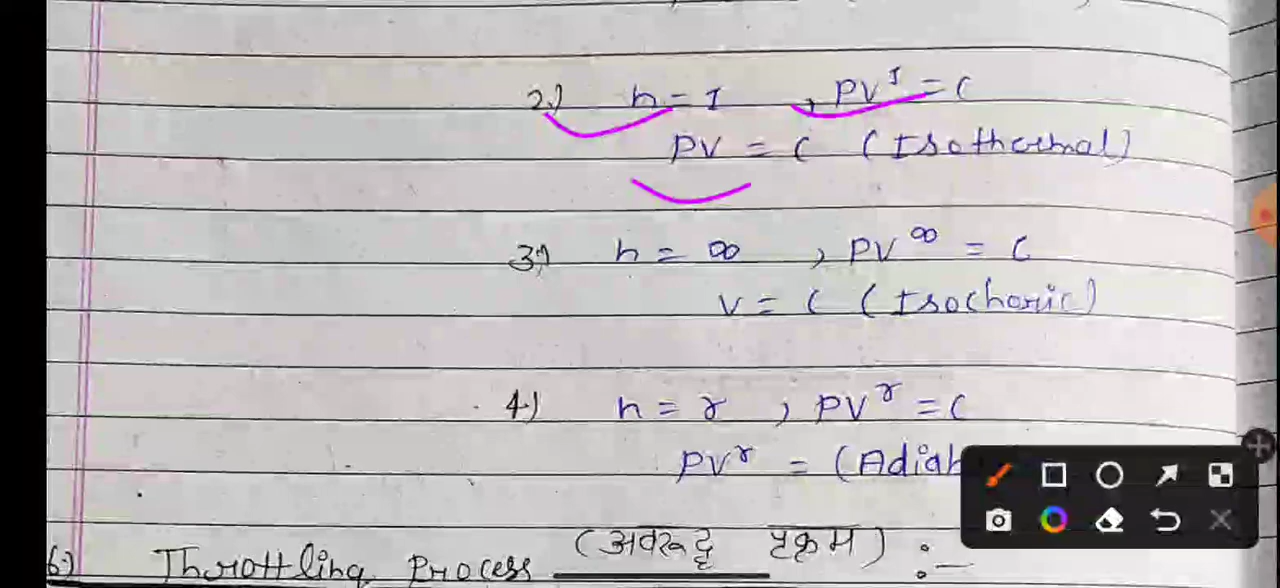 2.) n = 1 , PV¹ = C
PV = C (Isothermal)
3.) n = ∞ , PV^∞ = C
V = C (Isochoric)
4.) n = γ , PV^γ = C
PV^γ = (Adiab
6.) Throttling Process (अवरूद्ध प्रक्रम) :-